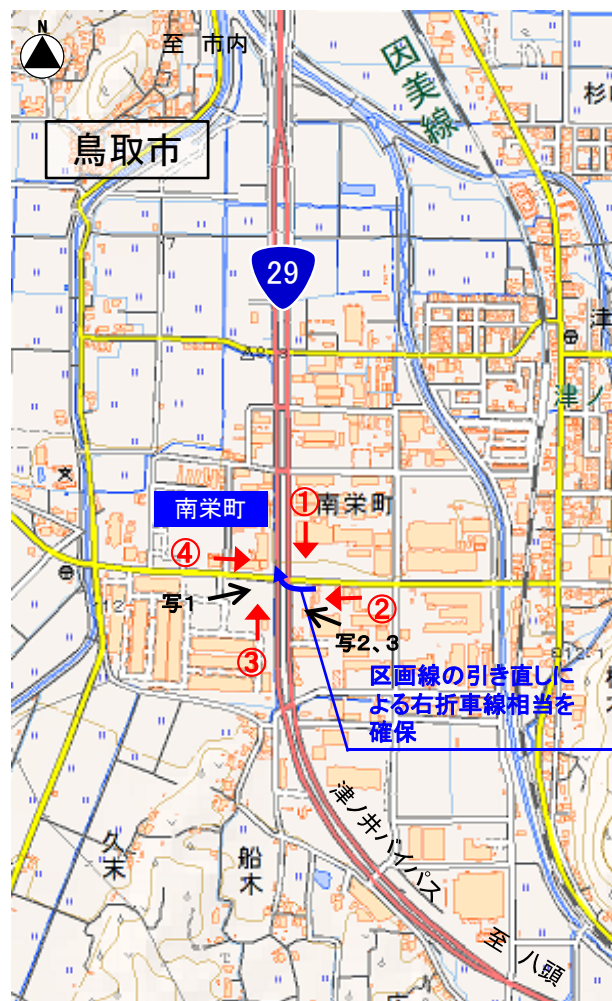 N
至 市内
因美線
杉
鳥取市
29
津
津ノ
南栄町
①
南栄町
④
写1
②
写2、3
③
区画線の引き直しに
よる右折車線相当を
確保
木
久末
船木
津ノ井バイパス
至 八頭